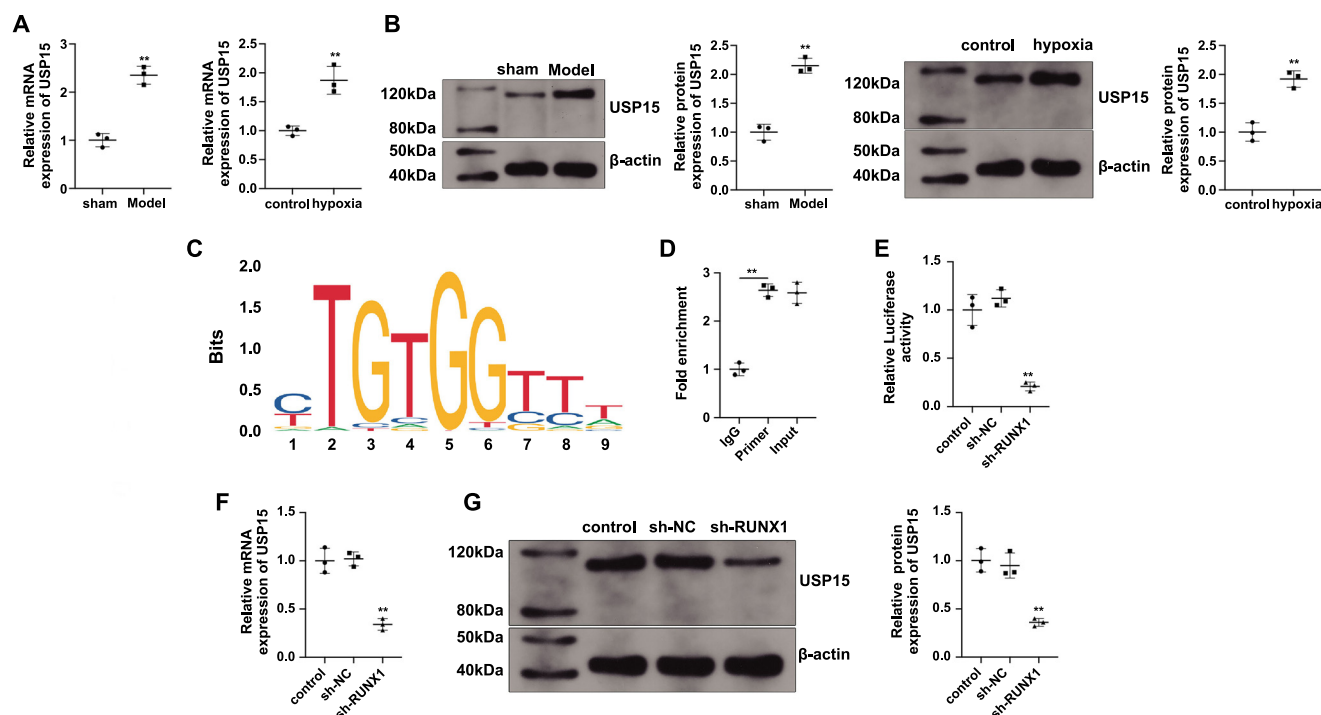 A
Relative mRNA
expression of USP15
3
2
1
0
**
sham Model
Relative mRNA
expression of USP15
2.5
2.0
1.5
1.0
0.5
0.0
**
control hypoxia
B
sham Model
120kDa
80kDa
50kDa
40kDa
USP15
β-actin
Relative protein
expression of USP15
2.5
2.0
1.5
1.0
0.5
0.0
**
sham Model
control hypoxia
120kDa
80kDa
50kDa
40kDa
USP15
β-actin
Relative protein
expression of USP15
2.5
2.0
1.5
1.0
0.5
0.0
**
control hypoxia
C
Bits
2.0
1.5
1.0
0.5
0.0
C T G T G G T T T
1 2 3 4 5 6 7 8 9
D
Fold enrichment
3
2
1
0
**
IgG
Primer
Input
E
Relative Luciferase
activity
1.5
1.0
0.5
0.0
**
control
sh-NC
sh-RUNX1
F
Relative mRNA
expression of USP15
1.5
1.0
0.5
0.0
**
control
sh-NC
sh-RUNX1
G
control sh-NC sh-RUNX1
120kDa
80kDa
50kDa
40kDa
USP15
β-actin
Relative protein
expression of USP15
1.5
1.0
0.5
0.0
**
control
sh-NC
sh-RUNX1